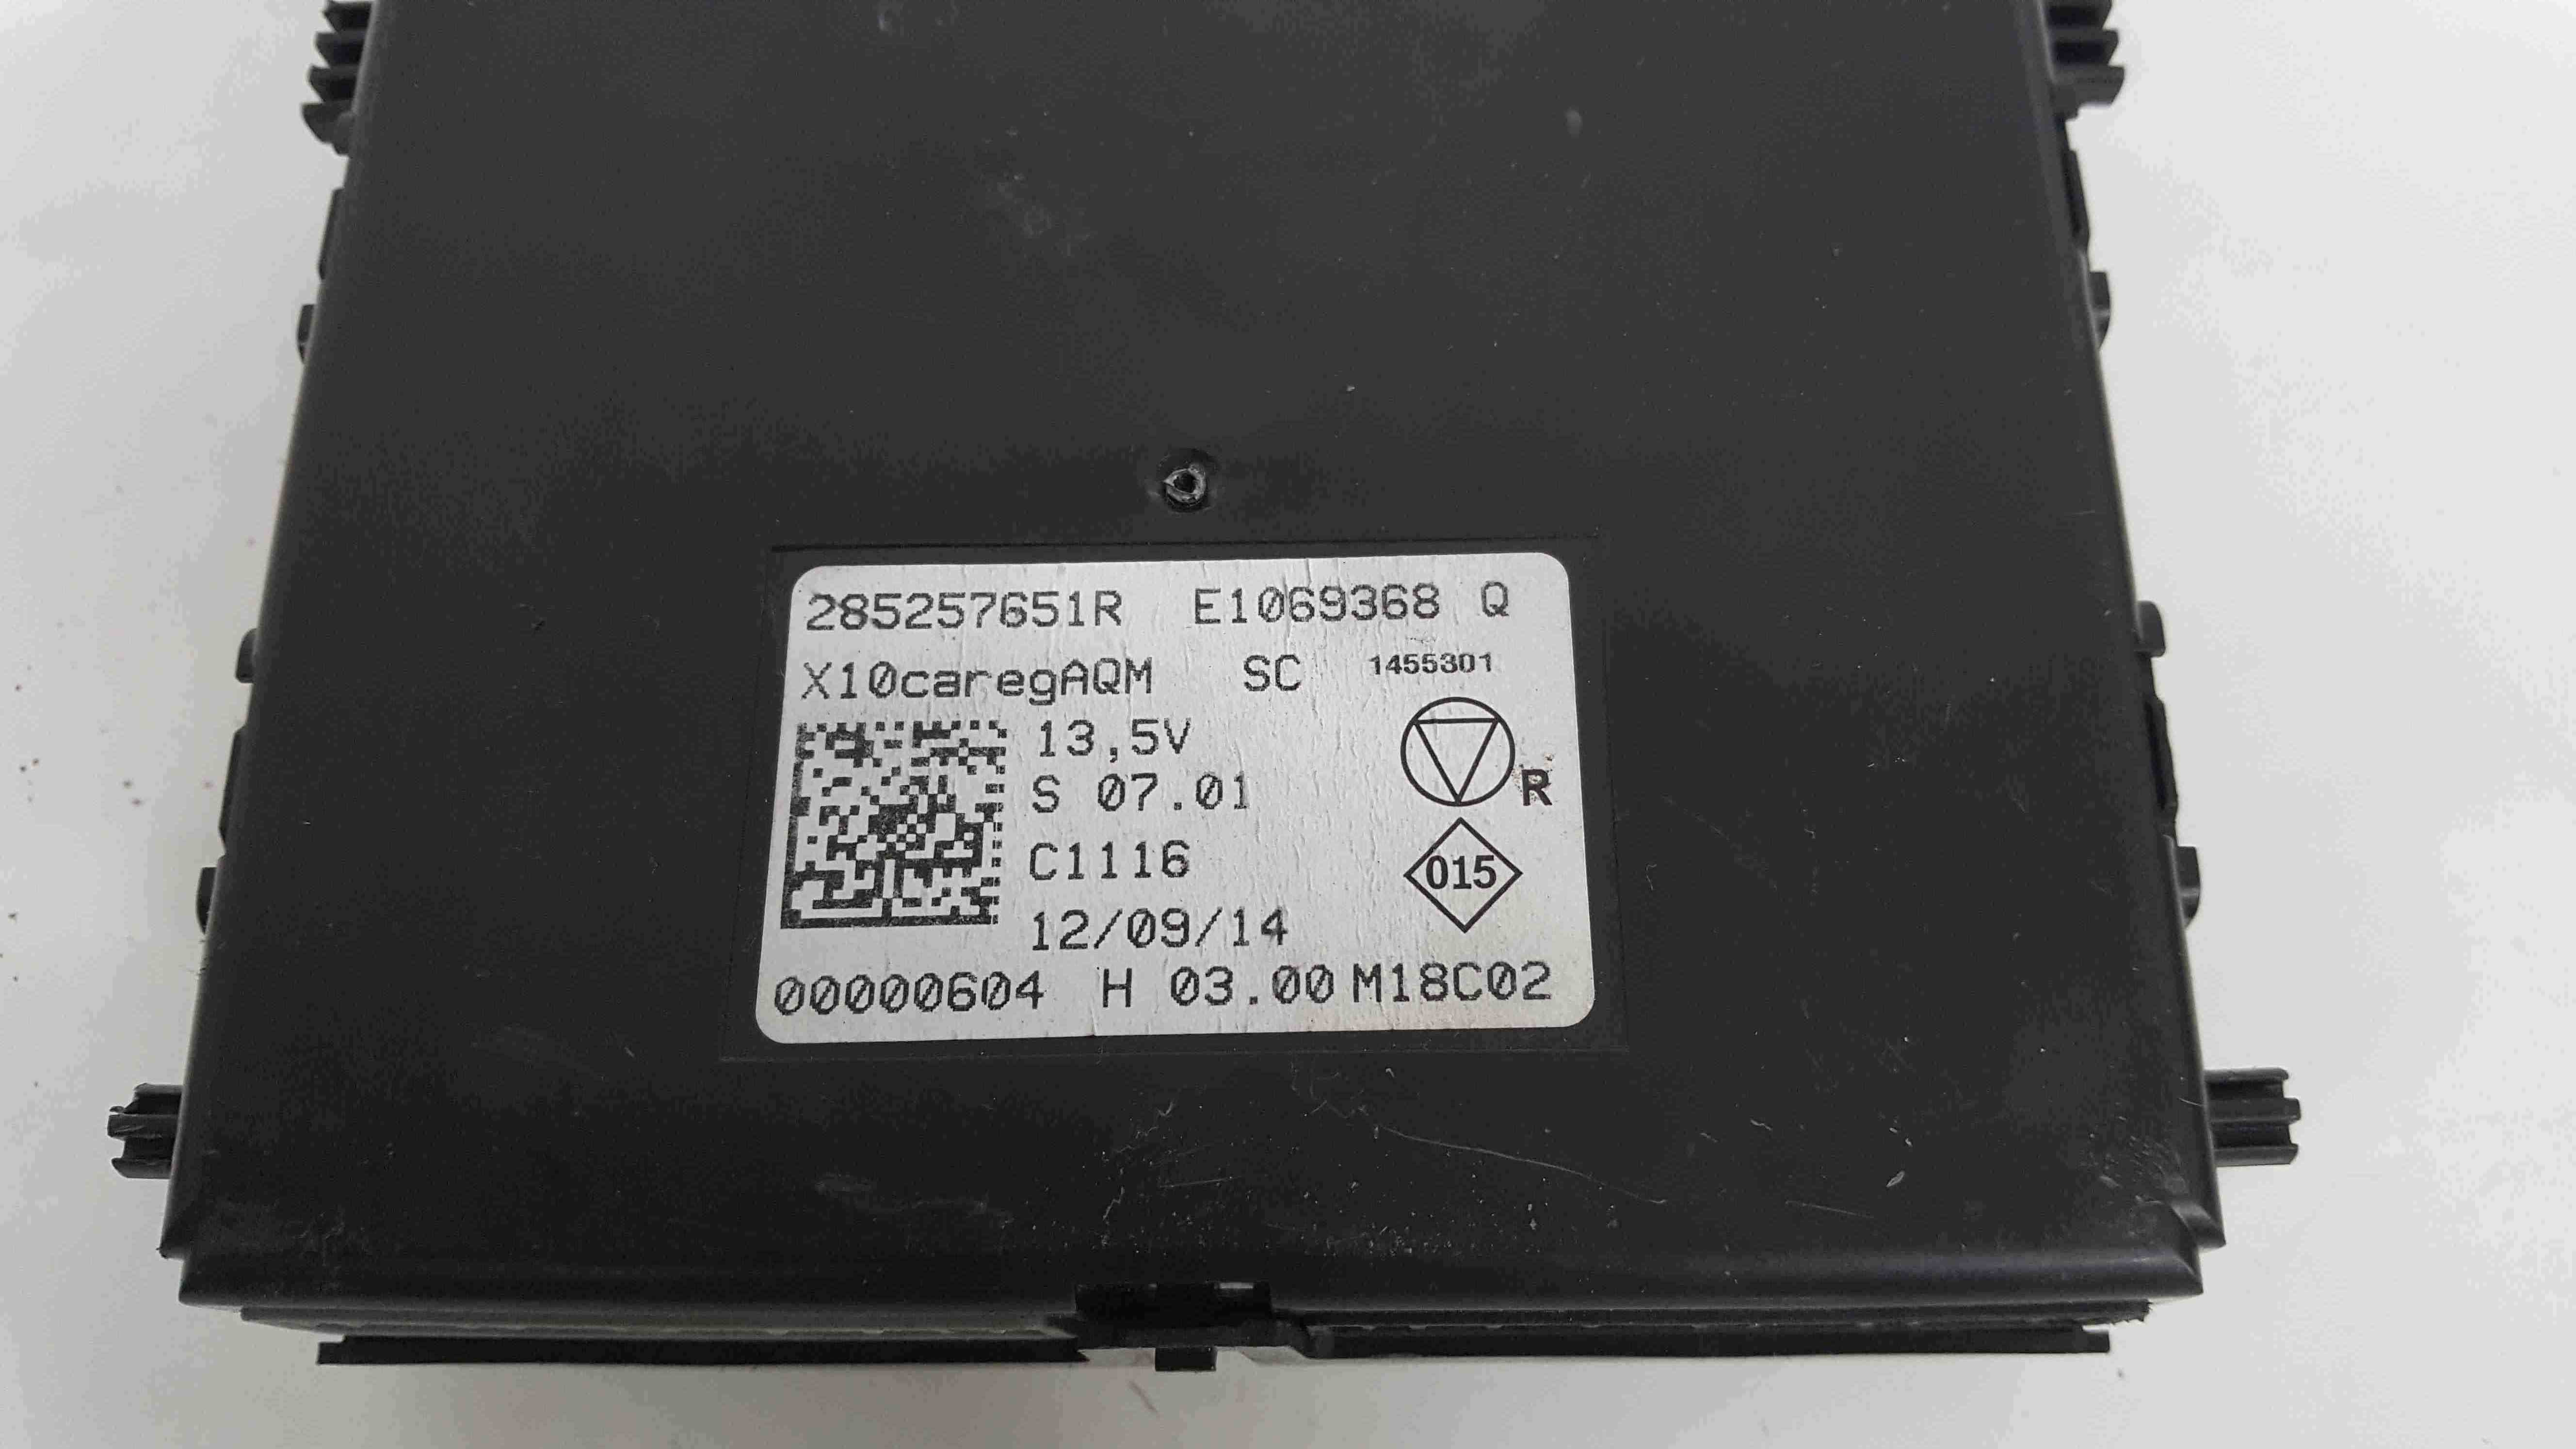 285257651R E1069368 Q
X10caregAQM SC 1455301
13,5V
S 07.01
R
C1116
015
12/09/14
00000604 H 03.00 M18C02